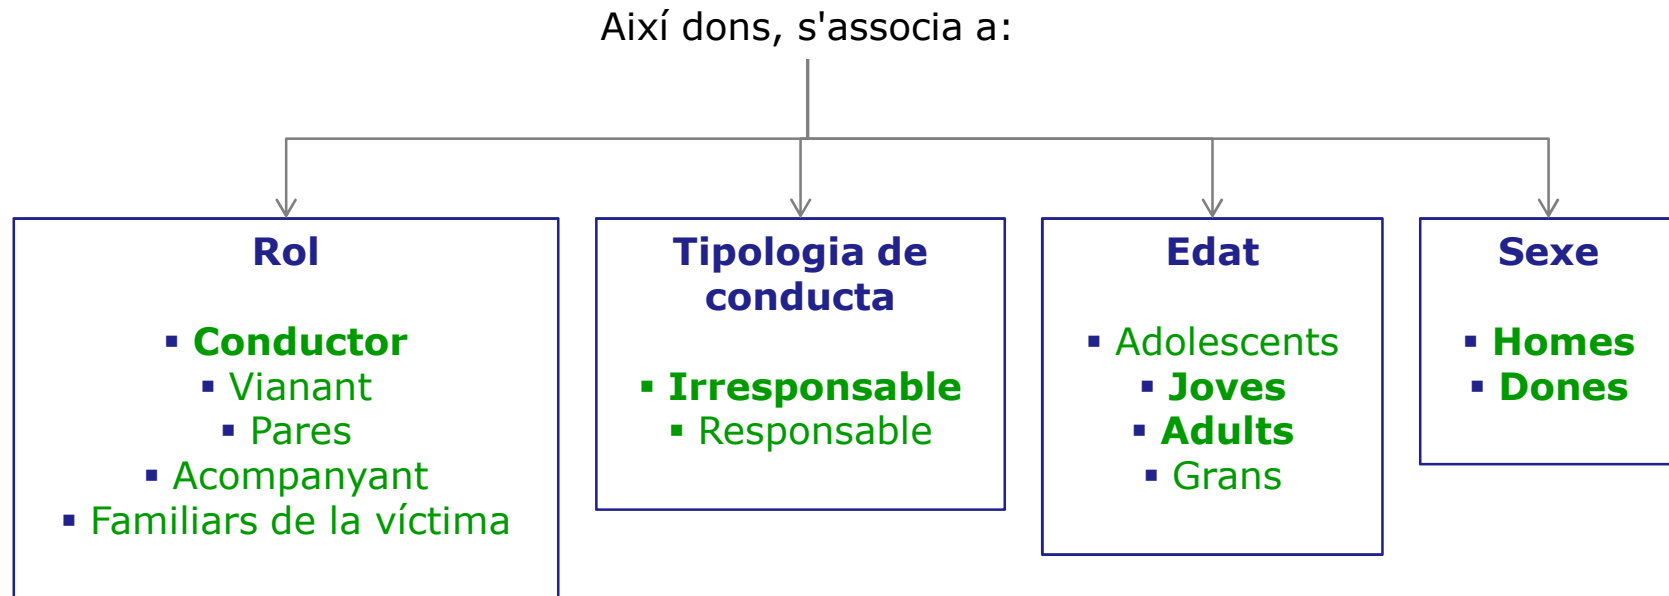 Així dons, s'associa a:
Rol
▪ Conductor
▪ Vianant
▪ Pares
▪ Acompanyant
▪ Familiars de la víctima
Tipologia de
conducta
▪ Irresponsable
▪ Responsable
Edat
▪ Adolescents
▪ Joves
▪ Adults
▪ Grans
Sexe
▪ Homes
▪ Dones